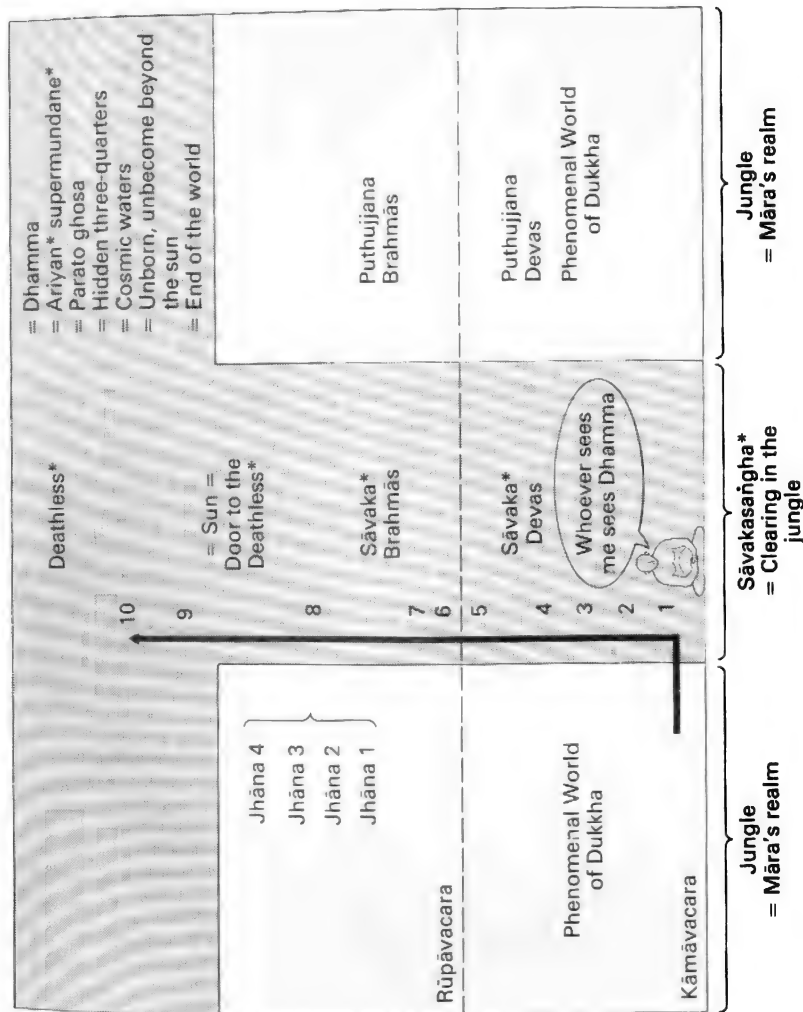 Deathless*
= Dhamma
= Ariyan* supermundane*
= Parato ghosa
= Hidden three-quarters
= Cosmic waters
= Unborn, unbecome beyond
the sun
= End of the world
10
9
8
7
6
5
4
3
2
1
= Sun =
Door to the
Deathless*
Jhāna 4
Jhāna 3
Jhāna 2
Jhāna 1
Sāvaka*
Brahmās
Puthujjana
Brahmās
Rūpāvacara
Sāvaka*
Devas
Puthujjana
Devas
Phenomenal World
of Dukkha
Phenomenal World
of Dukkha
Whoever sees
me sees Dhamma
Kāmāvacara
Jungle
= Māra's realm
Sāvakasaṅgha*
= Clearing in the
jungle
Jungle
= Māra's realm